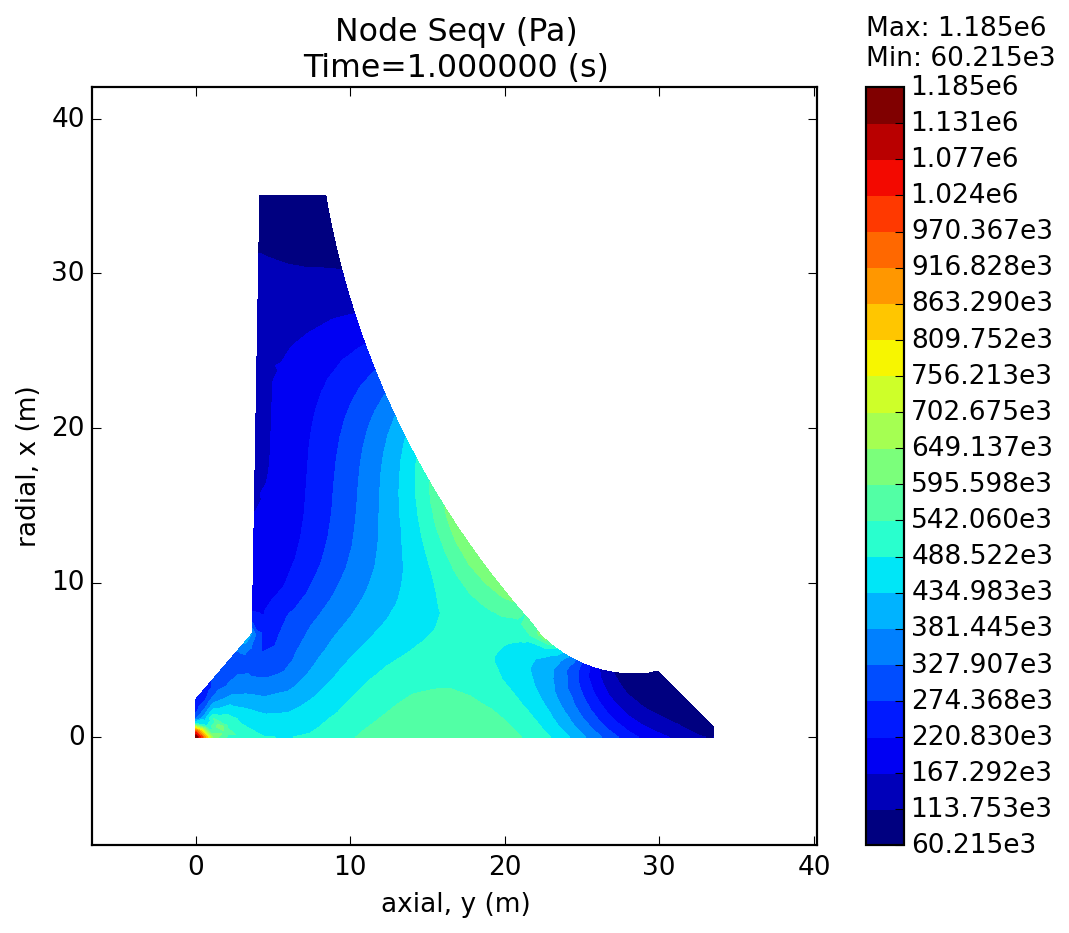 Node Seqv (Pa)
Time=1.000000 (s)
Max: 1.185e6
Min: 60.215e3
1.185e6
1.131e6
1.077e6
1.024e6
970.367e3
916.828e3
863.290e3
809.752e3
756.213e3
702.675e3
649.137e3
595.598e3
542.060e3
488.522e3
434.983e3
381.445e3
327.907e3
274.368e3
220.830e3
167.292e3
113.753e3
60.215e3
40
30
20
10
0
radial, x (m)
0 10 20 30 40
axial, y (m)